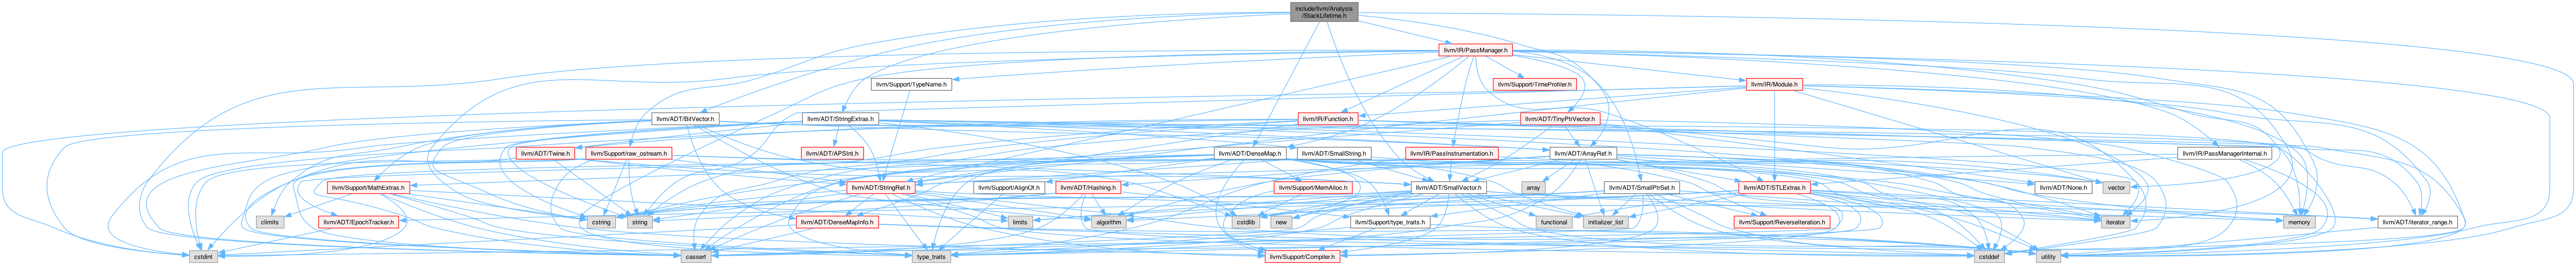 include/llvm/Analysis
/StackLifetime.h
llvm/IR/PassManager.h
llvm/Support/TypeName.h
llvm/Support/TimeProfiler.h
llvm/IR/Module.h
llvm/ADT/BitVector.h
llvm/ADT/StringExtras.h
llvm/IR/Function.h
llvm/ADT/TinyPtrVector.h
llvm/ADT/Twine.h
llvm/Support/raw_ostream.h
llvm/ADT/APSInt.h
llvm/ADT/DenseMap.h
llvm/ADT/SmallString.h
llvm/IR/PassInstrumentation.h
llvm/ADT/ArrayRef.h
llvm/IR/PassManagerInternal.h
llvm/Support/MathExtras.h
llvm/ADT/StringRef.h
llvm/Support/AlignOf.h
llvm/ADT/Hashing.h
llvm/Support/MemAlloc.h
llvm/ADT/SmallVector.h
array
llvm/ADT/SmallPtrSet.h
llvm/ADT/STLExtras.h
llvm/ADT/None.h
vector
climits
llvm/ADT/EpochTracker.h
cstring
string
llvm/ADT/DenseMapInfo.h
limits
algorithm
cstdlib
new
llvm/Support/type_traits.h
functional
initializer_list
llvm/Support/ReverseIteration.h
iterator
memory
llvm/ADT/iterator_range.h
cstdint
cassert
type_traits
llvm/Support/Compiler.h
cstddef
utility